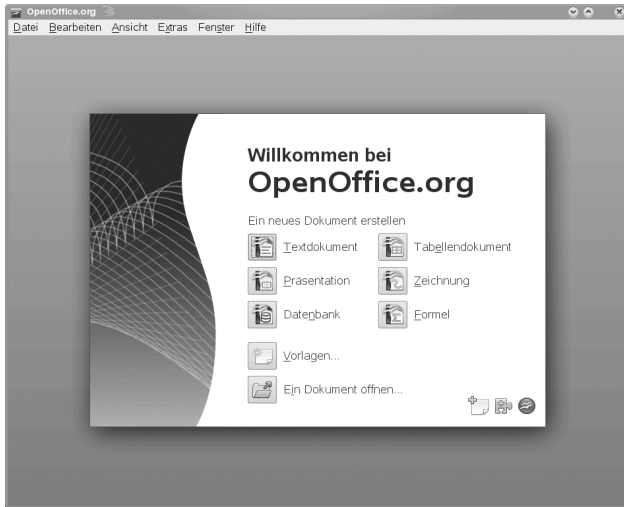 OpenOffice.org
Datei Bearbeiten Ansicht Extras Fenster Hilfe
Willkommen bei
OpenOffice.org
Ein neues Dokument erstellen
Textdokument Tabellendokument
Präsentation Zeichnung
Datenbank Formel
Vorlagen...
Ein Dokument öffnen...